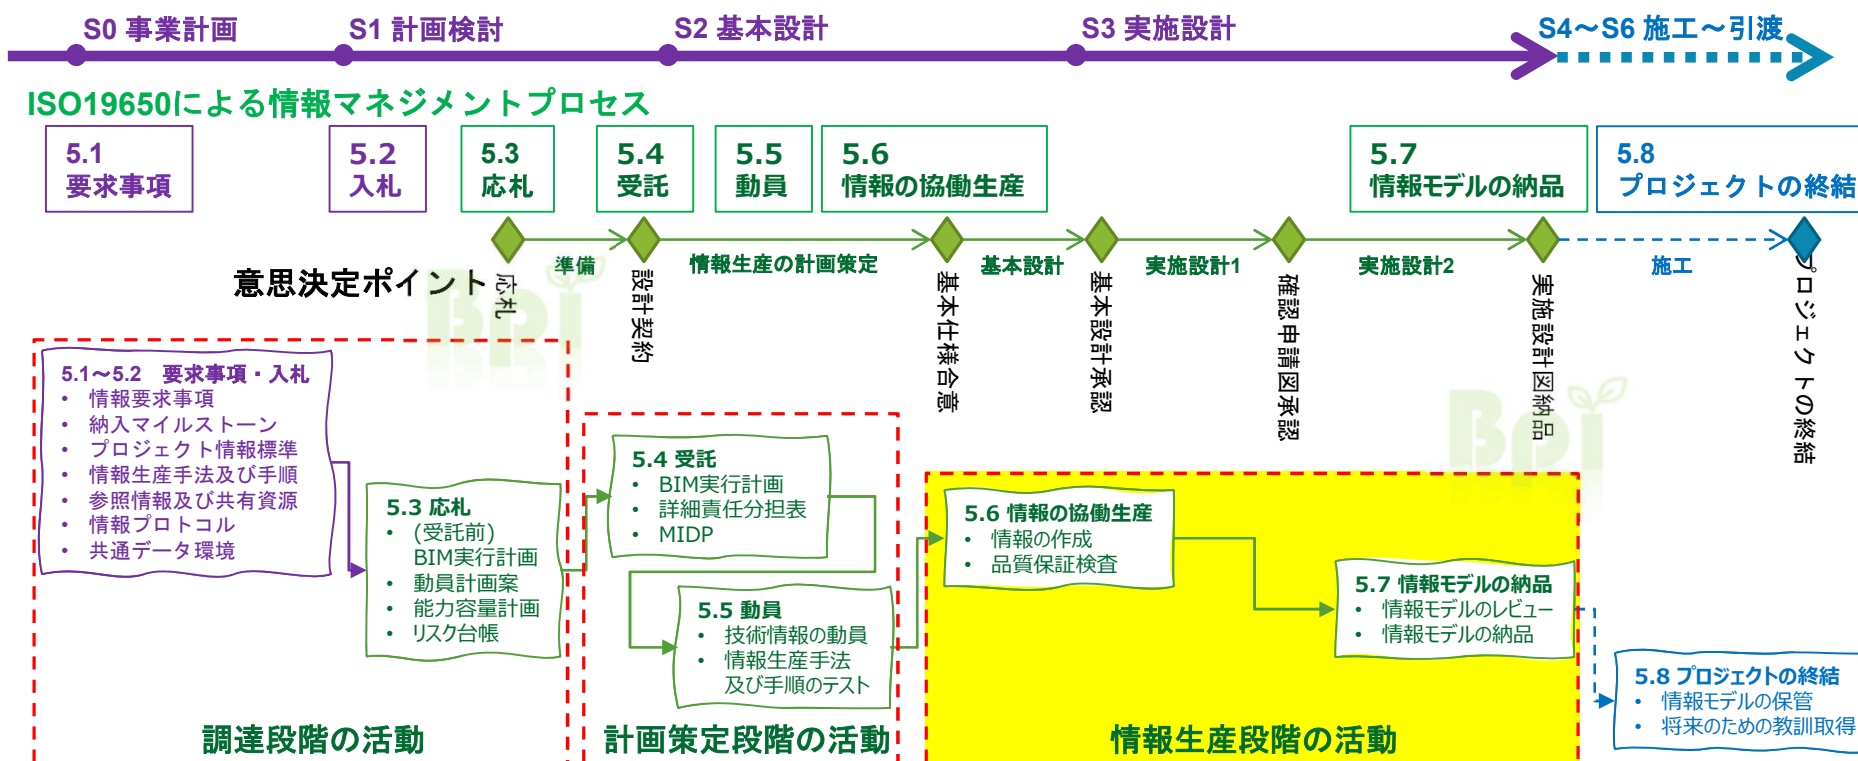 S0 事業計画
S1 計画検討
S2 基本設計
S3 実施設計
S4～S6 施工～引渡
ISO19650による情報マネジメントプロセス
5.1
要求事項
5.2
入札
5.3
応札
5.4
受託
5.5
動員
5.6
情報の協働生産
5.7
情報モデルの納品
5.8
プロジェクトの終結
準備
情報生産の計画策定
基本設計
実施設計1
実施設計2
施工
意思決定ポイント
応札
設計契約
基本仕様合意
基本設計承認
確認申請図承認
実施設計図納品
プロジェクトの終結
Bpi
Bpi
5.1～5.2 要求事項・入札
• 情報要求事項
• 納入マイルストーン
• プロジェクト情報標準
• 情報生産手法及び手順
• 参照情報及び共有資源
• 情報プロトコル
• 共通データ環境
5.3 応札
• (受託前)
BIM実行計画
• 動員計画案
• 能力容量計画
• リスク台帳
調達段階の活動
5.4 受託
• BIM実行計画
• 詳細責任分担表
• MIDP
5.5 動員
• 技術情報の動員
• 情報生産手法
及び手順のテスト
計画策定段階の活動
5.6 情報の協働生産
• 情報の作成
• 品質保証検査
5.7 情報モデルの納品
• 情報モデルのレビュー
• 情報モデルの納品
情報生産段階の活動
5.8 プロジェクトの終結
• 情報モデルの保管
• 将来のための教訓取得